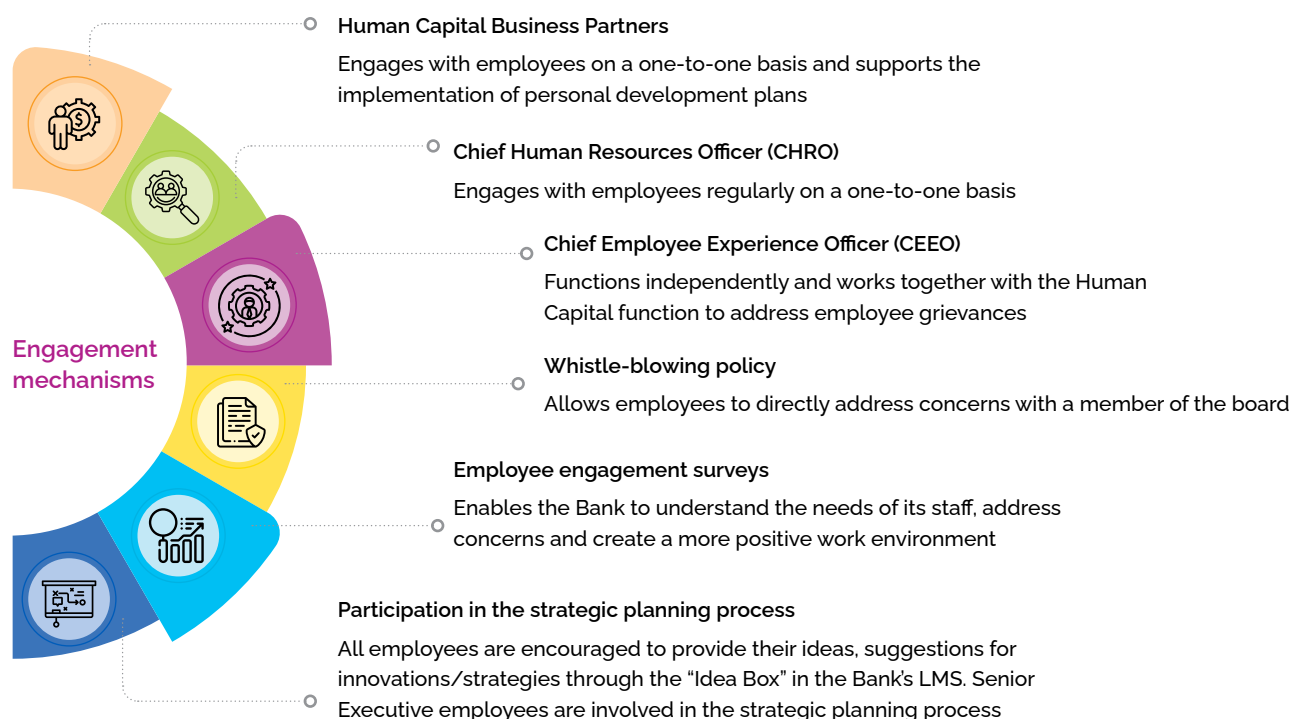 Human Capital Business Partners
Engages with employees on a one-to-one basis and supports the
implementation of personal development plans
Chief Human Resources Officer (CHRO)
Engages with employees regularly on a one-to-one basis
Chief Employee Experience Officer (CEEO)
Functions independently and works together with the Human
Capital function to address employee grievances
Engagement
mechanisms
Whistle-blowing policy
Allows employees to directly address concerns with a member of the board
Employee engagement surveys
Enables the Bank to understand the needs of its staff, address
concerns and create a more positive work environment
Participation in the strategic planning process
All employees are encouraged to provide their ideas, suggestions for
innovations/strategies through the “Idea Box” in the Bank’s LMS. Senior
Executive employees are involved in the strategic planning process